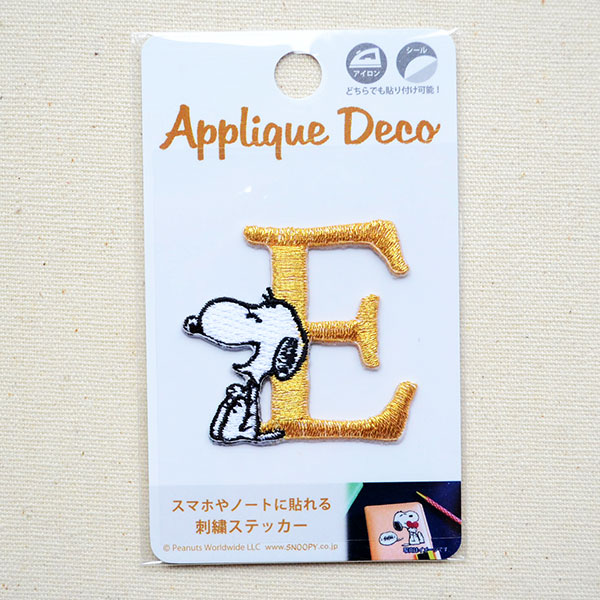 アイロン
シール
どちらでも貼り付け可能！
Applique Deco
E
スマホやノートに貼れる
刺繍ステッカー
© Peanuts Worldwide LLC www.SNOOPY.co.jp